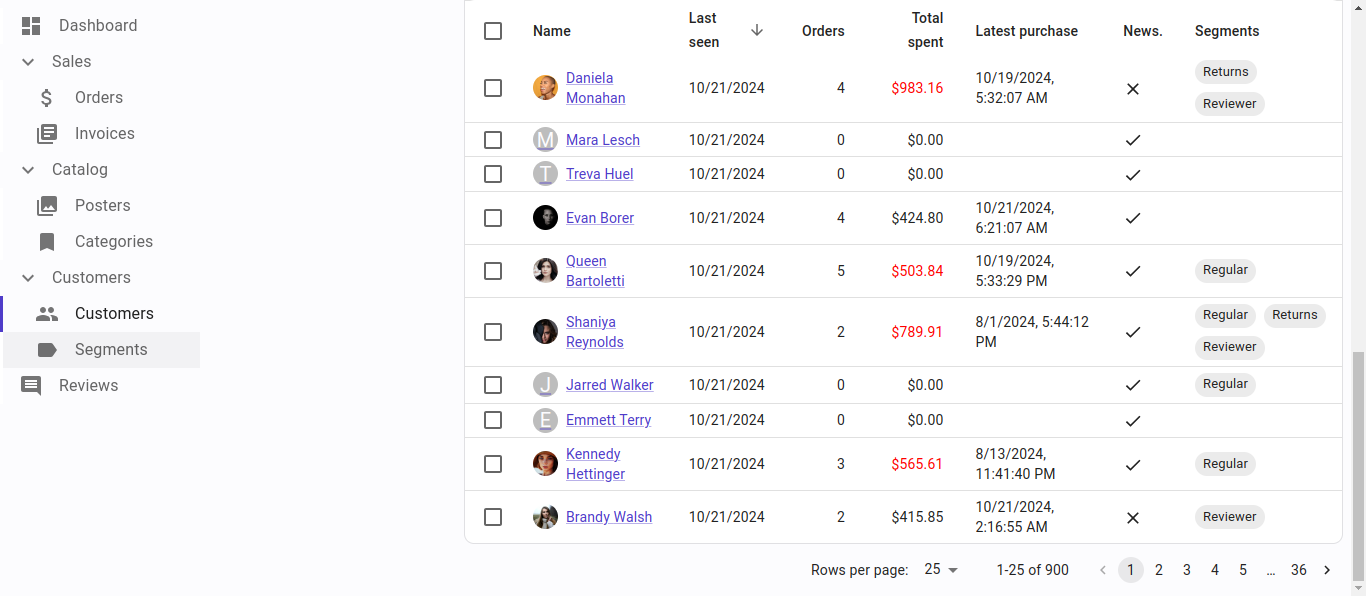 Dashboard
Sales
Orders
Invoices
Catalog
Posters
Categories
Customers
Customers
Segments
Reviews
Name
Last
seen
Orders
Total
spent
Latest purchase
News.
Segments
Daniela
Monahan
10/21/2024
4
$983.16
10/19/2024,
5:32:07 AM
Returns
Reviewer
M
Mara Lesch
10/21/2024
0
$0.00
T
Treva Huel
10/21/2024
0
$0.00
Evan Borer
10/21/2024
4
$424.80
10/21/2024,
6:21:07 AM
Queen
Bartoletti
10/21/2024
5
$503.84
10/19/2024,
5:33:29 PM
Regular
Shaniya
Reynolds
10/21/2024
2
$789.91
8/1/2024, 5:44:12
PM
Regular
Returns
Reviewer
J
Jarred Walker
10/21/2024
0
$0.00
Regular
E
Emmett Terry
10/21/2024
0
$0.00
Kennedy
Hettinger
10/21/2024
3
$565.61
8/13/2024,
11:41:40 PM
Regular
Brandy Walsh
10/21/2024
2
$415.85
10/21/2024,
2:16:55 AM
Reviewer
Rows per page: 25 1-25 of 900 1 2 3 4 5 … 36